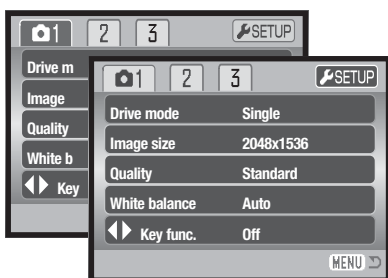 1 2 3 SETUP
Drive m
Image
Quality
White b
Key
1 2 3 SETUP
Drive mode Single
Image size 2048x1536
Quality Standard
White balance Auto
Key func. Off
MENU